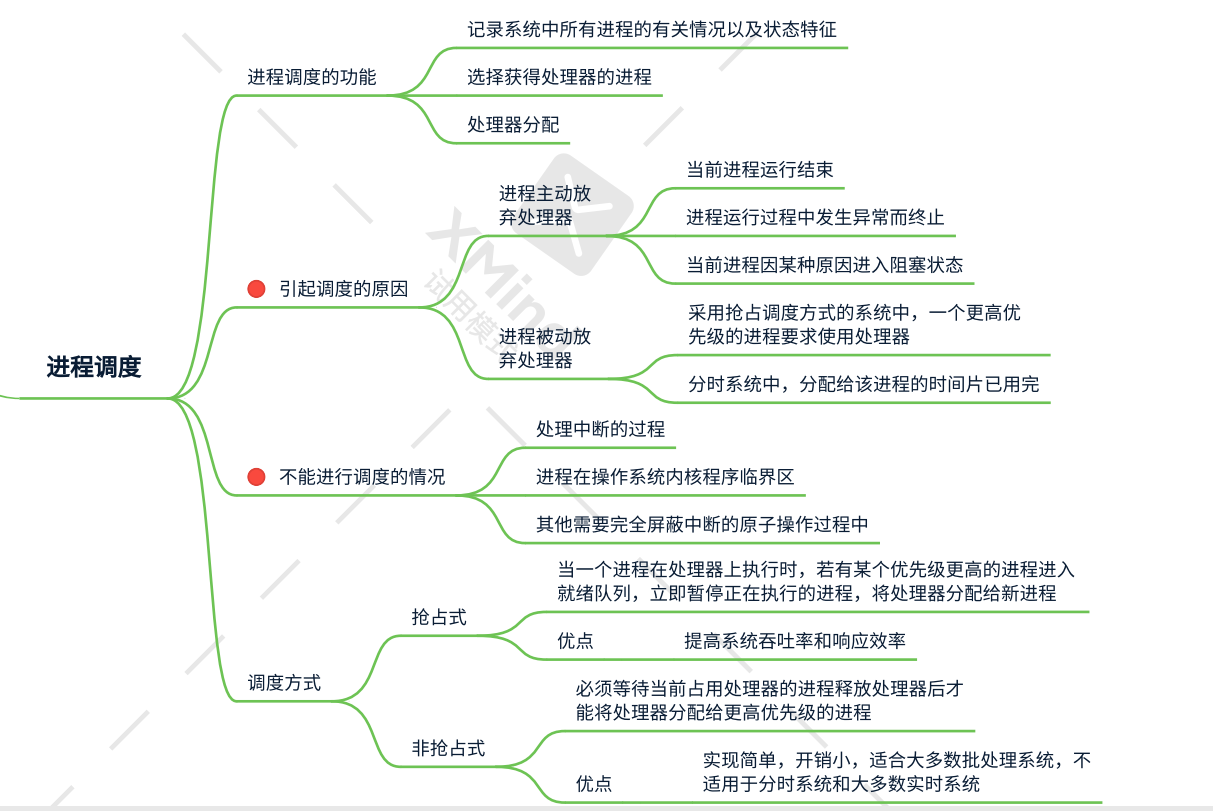 进程调度
进程调度的功能
记录系统中所有进程的有关情况以及状态特征
选择获得处理器的进程
处理器分配
引起调度的原因
进程主动放
弃处理器
当前进程运行结束
进程运行过程中发生异常而终止
当前进程因某种原因进入阻塞状态
进程被动放
弃处理器
采用抢占调度方式的系统中，一个更高优
先级的进程要求使用处理器
分时系统中，分配给该进程的时间片已用完
不能进行调度的情况
处理中断的过程
进程在操作系统内核程序临界区
其他需要完全屏蔽中断的原子操作过程中
调度方式
抢占式
当一个进程在处理器上执行时，若有某个优先级更高的进程进入
就绪队列，立即暂停正在执行的进程，将处理器分配给新进程
优点
提高系统吞吐率和响应效率
非抢占式
必须等待当前占用处理器的进程释放处理器后才
能将处理器分配给更高优先级的进程
优点
实现简单，开销小，适合大多数批处理系统，不
适用于分时系统和大多数实时系统
XMind
试用模式